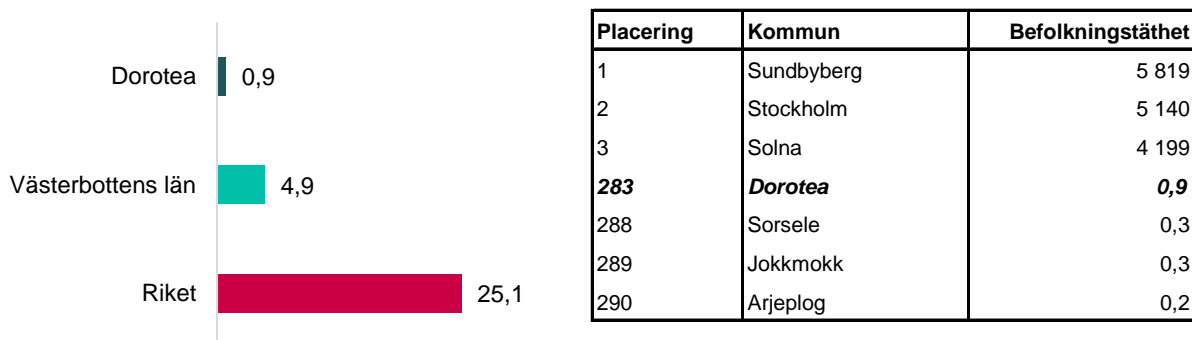 Dorotea 0,9
Västerbottens län 4,9
Riket 25,1
Placering Kommun Befolkningstäthet
1 Sundbyberg 5 819
2 Stockholm 5 140
3 Solna 4 199
283 Dorotea 0,9
288 Sorsele 0,3
289 Jokkmokk 0,3
290 Arjeplog 0,2